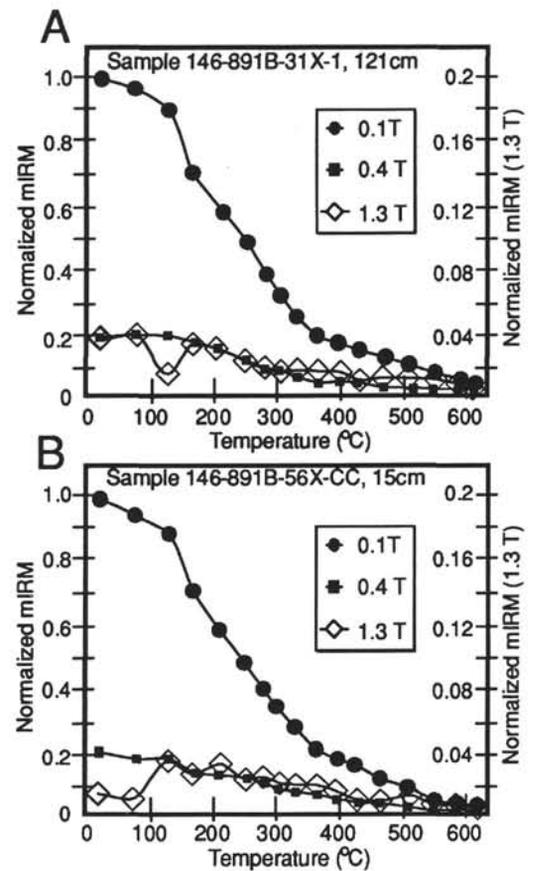 A
Sample 146-891B-31X-1, 121cm
Normalized mIRM
1.0
0.8
0.6
0.4
0.2
0
0.1T
0.4 T
1.3 T
0.2
0.16
0.12
0.08
0.04
0
Normalized mIRM (1.3 T)
0 100 200 300 400 500 600
Temperature (°C)
B
Sample 146-891B-56X-CC, 15cm
Normalized mIRM
1.0
0.8
0.6
0.4
0.2
0
0.1T
0.4 T
1.3 T
0.2
0.16
0.12
0.08
0.04
0
Normalized mIRM (1.3 T)
0 100 200 300 400 500 600
Temperature (°C)